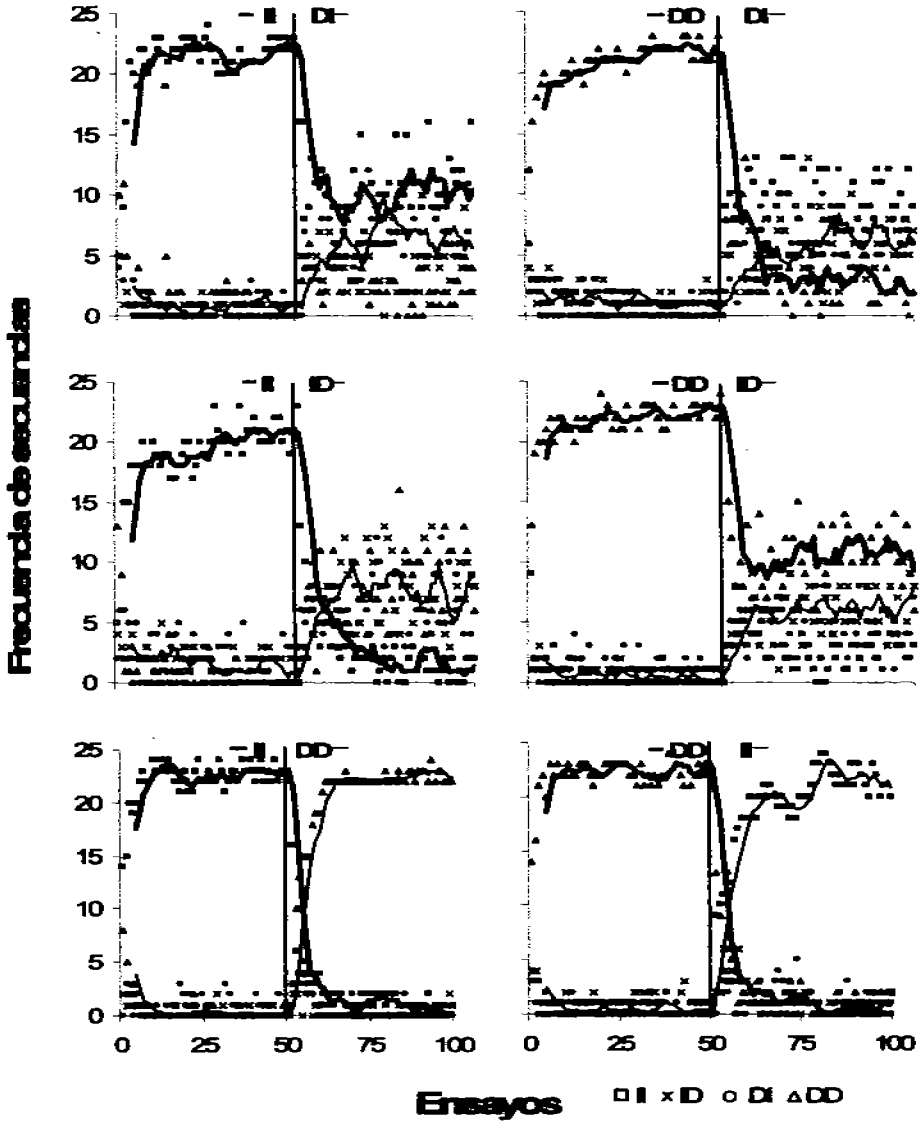 25 -II DI- -DD DI-
20
15
10
5
0
25 -II ID- -DD ID-
20
15
10
5
0
25 -II DD- -DD II-
20
15
10
5
0
0 25 50 75 100 0 25 50 75 100
Frecuencia de secuencias
Ensayos □ II × ID ○ DI △ DD